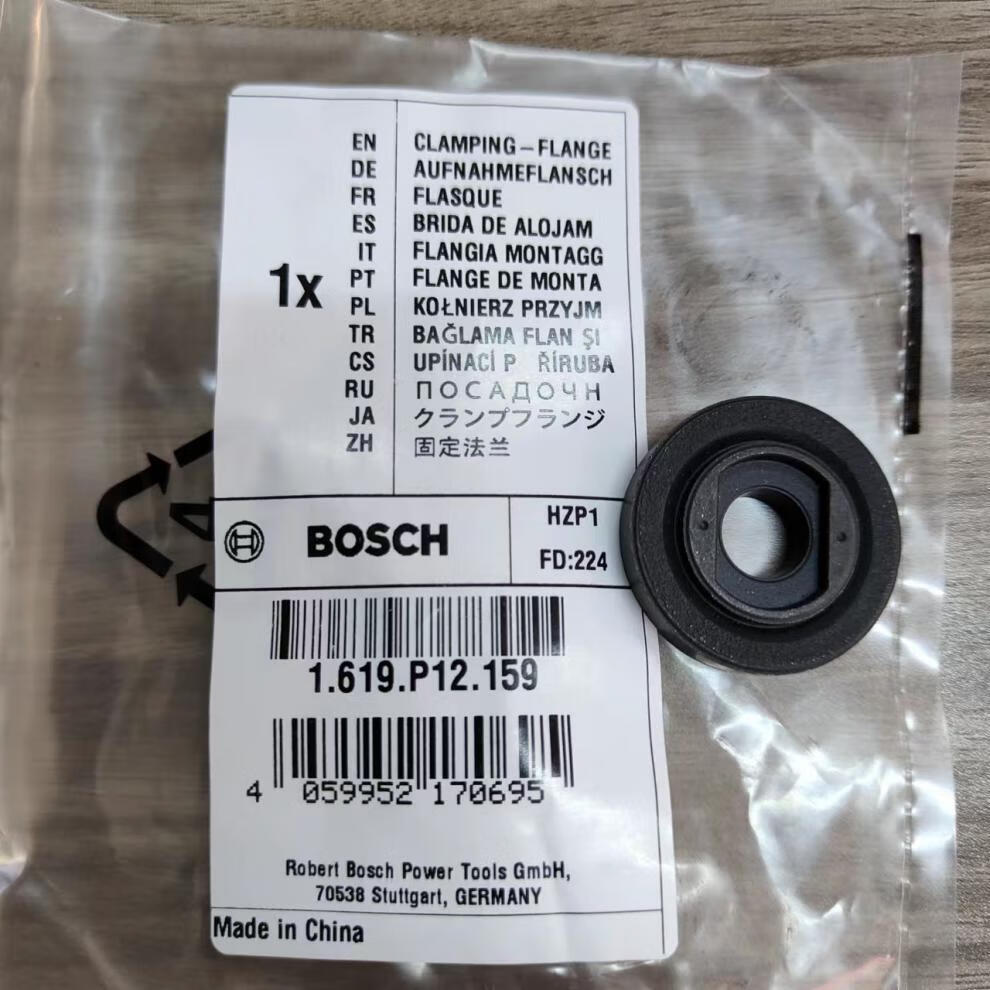 1x
EN CLAMPING–FLANGE
DE AUFNAHMEFLANSCH
FR FLASQUE
ES BRIDA DE ALOJAM
IT FLANGIA MONTAGG
PT FLANGE DE MONTA
PL KOŁNIERZ PRZYJM
TR BAĞLAMA FLAN ŞI
CS UPÍNACÍ P ŘÍRUBA
RU ПОСАДОЧН
JA クランプフランジ
ZH 固定法兰
BOSCH
HZP1
FD:224
1.619.P12.159
4 059952 170695
Robert Bosch Power Tools GmbH,
70538 Stuttgart, GERMANY
Made in China
4